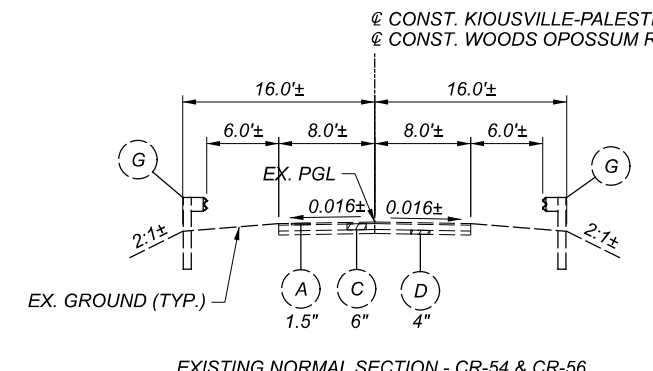 ℄ CONST. KIOUSVILLE-PALEST
℄ CONST. WOODS OPOSSUM R
16.0'± 16.0'±
6.0'± 8.0'± 8.0'± 6.0'±
G G
EX. PGL
0.016± 0.016±
2:1± 2:1±
EX. GROUND (TYP.)
A C D
1.5" 6" 4"
EXISTING NORMAL SECTION - CR-54 & CR-56